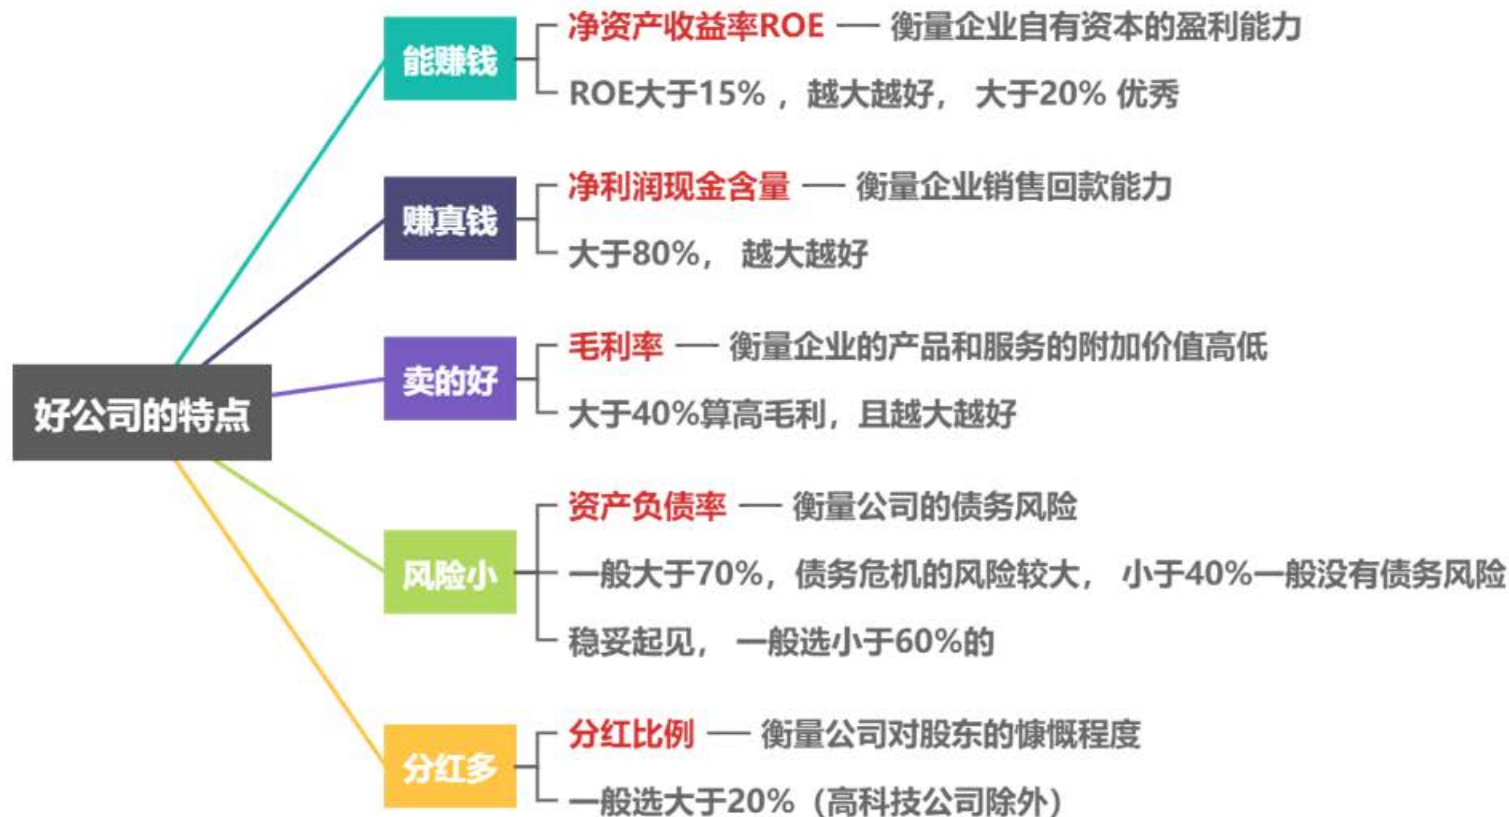 好公司的特点
能赚钱
净资产收益率ROE — 衡量企业自有资本的盈利能力
ROE大于15% ，越大越好， 大于20% 优秀
赚真钱
净利润现金含量 — 衡量企业销售回款能力
大于80%， 越大越好
卖的好
毛利率 — 衡量企业的产品和服务的附加价值高低
大于40%算高毛利，且越大越好
风险小
资产负债率 — 衡量公司的债务风险
一般大于70%，债务危机的风险较大， 小于40%一般没有债务风险
稳妥起见， 一般选小于60%的
分红多
分红比例 — 衡量公司对股东的慷慨程度
一般选大于20%（高科技公司除外）